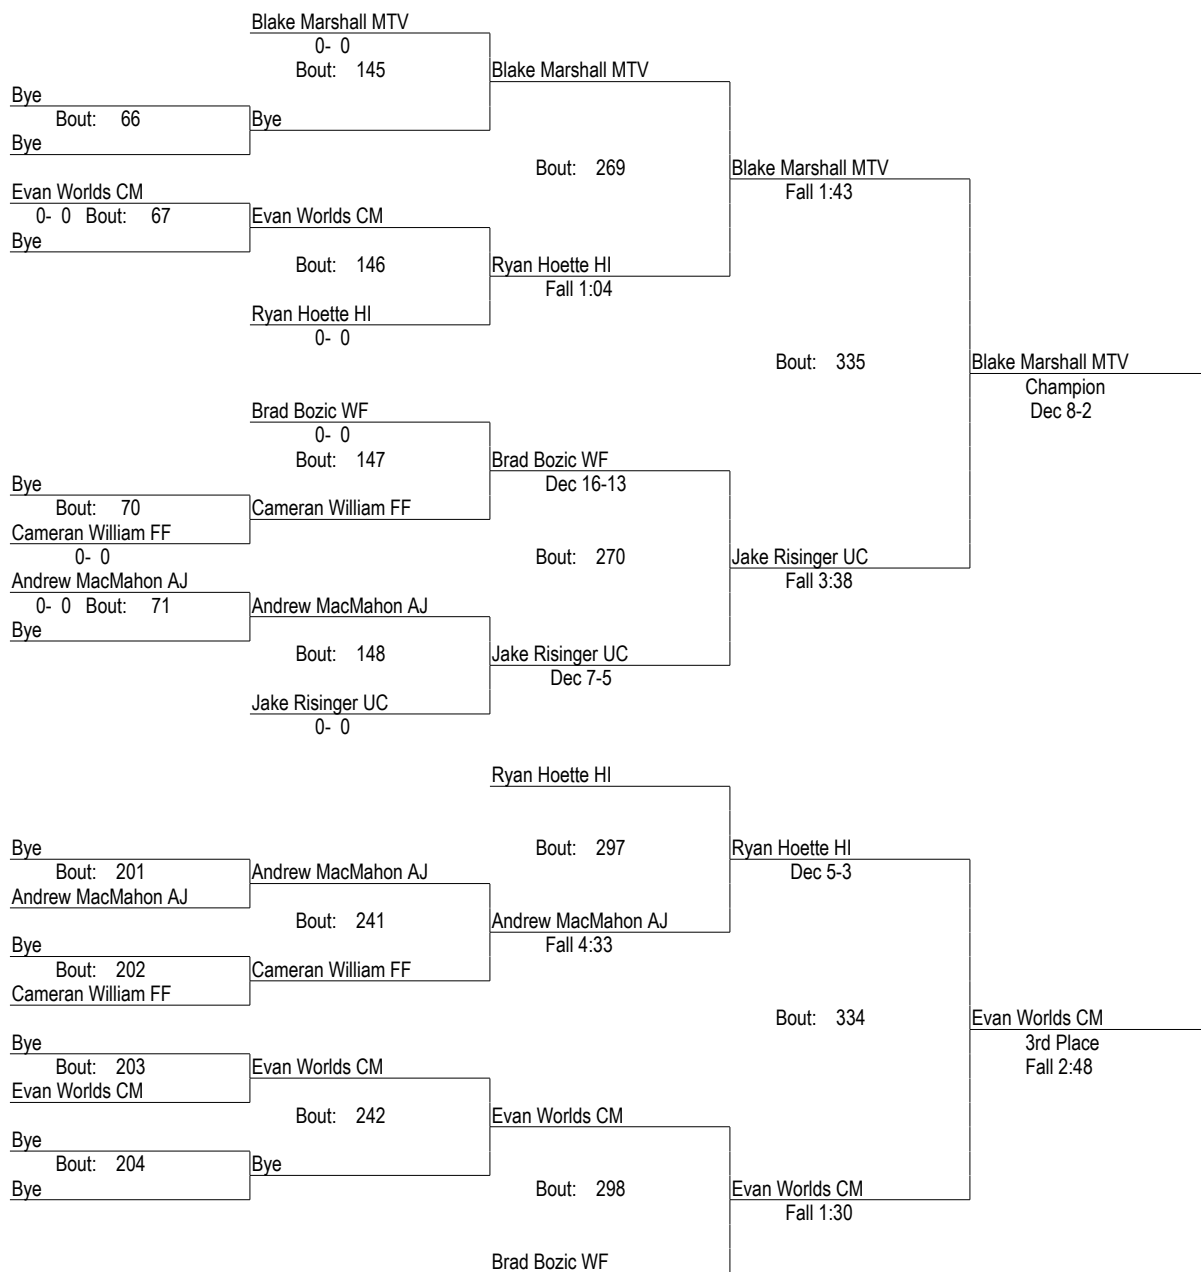 Blake Marshall MTV
0- 0
Bout: 145
Blake Marshall MTV
Bye
Bout: 66
Bye
Bye
Bout: 269
Blake Marshall MTV
Fall 1:43
Evan Worlds CM
0- 0 Bout: 67
Evan Worlds CM
Bye
Bout: 146
Ryan Hoette HI
Fall 1:04
Ryan Hoette HI
0- 0
Bout: 335
Blake Marshall MTV
Champion
Dec 8-2
Brad Bozic WF
0- 0
Bout: 147
Brad Bozic WF
Dec 16-13
Bye
Bout: 70
Cameran William FF
Cameran William FF
0- 0
Bout: 270
Jake Risinger UC
Fall 3:38
Andrew MacMahon AJ
0- 0 Bout: 71
Andrew MacMahon AJ
Bye
Bout: 148
Jake Risinger UC
Dec 7-5
Jake Risinger UC
0- 0
Ryan Hoette HI
Bye
Bout: 201
Andrew MacMahon AJ
Andrew MacMahon AJ
Bout: 297
Ryan Hoette HI
Dec 5-3
Bout: 241
Andrew MacMahon AJ
Fall 4:33
Bye
Bout: 202
Cameran William FF
Cameran William FF
Bout: 334
Evan Worlds CM
3rd Place
Fall 2:48
Bye
Bout: 203
Evan Worlds CM
Evan Worlds CM
Bout: 242
Evan Worlds CM
Bye
Bout: 204
Bye
Bye
Bout: 298
Evan Worlds CM
Fall 1:30
Brad Bozic WF